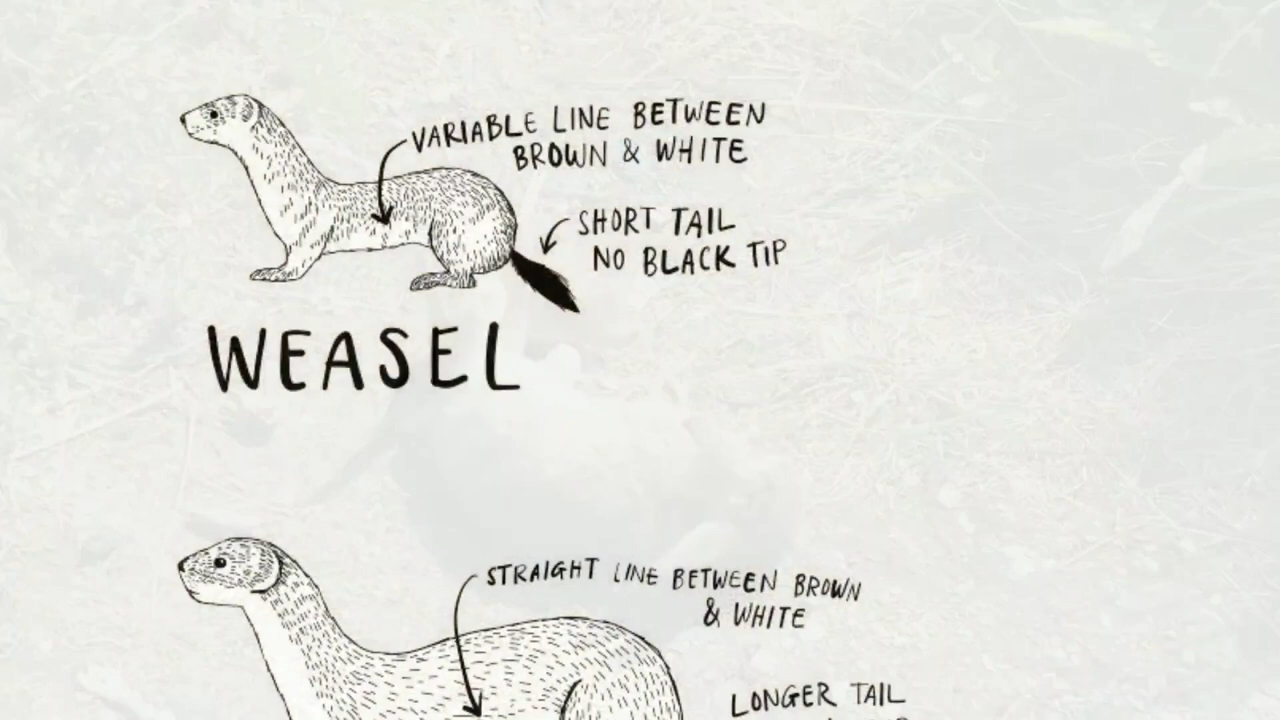 VARIABLE LINE BETWEEN
BROWN & WHITE
SHORT TAIL
NO BLACK TIP
WEASEL
STRAIGHT LINE BETWEEN BROWN
& WHITE
LONGER TAIL